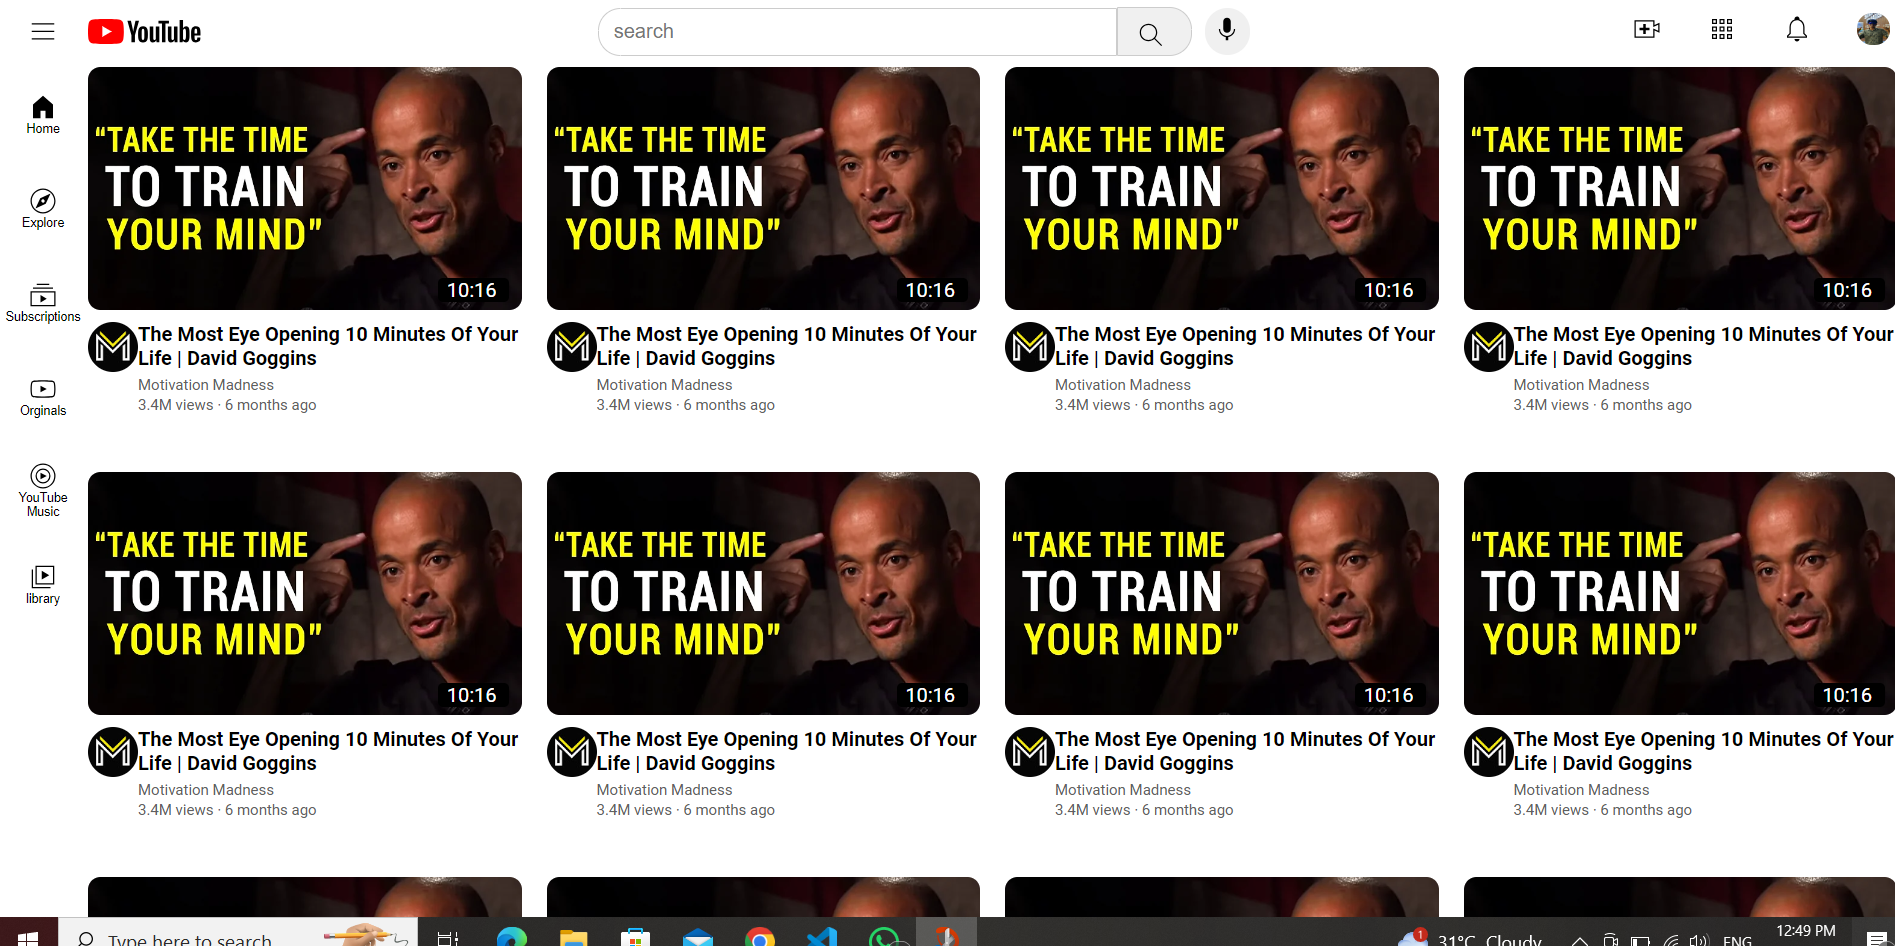 YouTube
search
Home
Explore
Subscriptions
Orginals
YouTube
Music
library
“TAKE THE TIME
TO TRAIN
YOUR MIND”
10:16
The Most Eye Opening 10 Minutes Of Your
Life | David Goggins
Motivation Madness
3.4M views · 6 months ago
“TAKE THE TIME
TO TRAIN
YOUR MIND”
10:16
The Most Eye Opening 10 Minutes Of Your
Life | David Goggins
Motivation Madness
3.4M views · 6 months ago
“TAKE THE TIME
TO TRAIN
YOUR MIND”
10:16
The Most Eye Opening 10 Minutes Of Your
Life | David Goggins
Motivation Madness
3.4M views · 6 months ago
“TAKE THE TIME
TO TRAIN
YOUR MIND”
10:16
The Most Eye Opening 10 Minutes Of Your
Life | David Goggins
Motivation Madness
3.4M views · 6 months ago
“TAKE THE TIME
TO TRAIN
YOUR MIND”
10:16
The Most Eye Opening 10 Minutes Of Your
Life | David Goggins
Motivation Madness
3.4M views · 6 months ago
“TAKE THE TIME
TO TRAIN
YOUR MIND”
10:16
The Most Eye Opening 10 Minutes Of Your
Life | David Goggins
Motivation Madness
3.4M views · 6 months ago
“TAKE THE TIME
TO TRAIN
YOUR MIND”
10:16
The Most Eye Opening 10 Minutes Of Your
Life | David Goggins
Motivation Madness
3.4M views · 6 months ago
“TAKE THE TIME
TO TRAIN
YOUR MIND”
10:16
The Most Eye Opening 10 Minutes Of Your
Life | David Goggins
Motivation Madness
3.4M views · 6 months ago
Type here to search
1
31°C Cloudy
ENG
12:49 PM